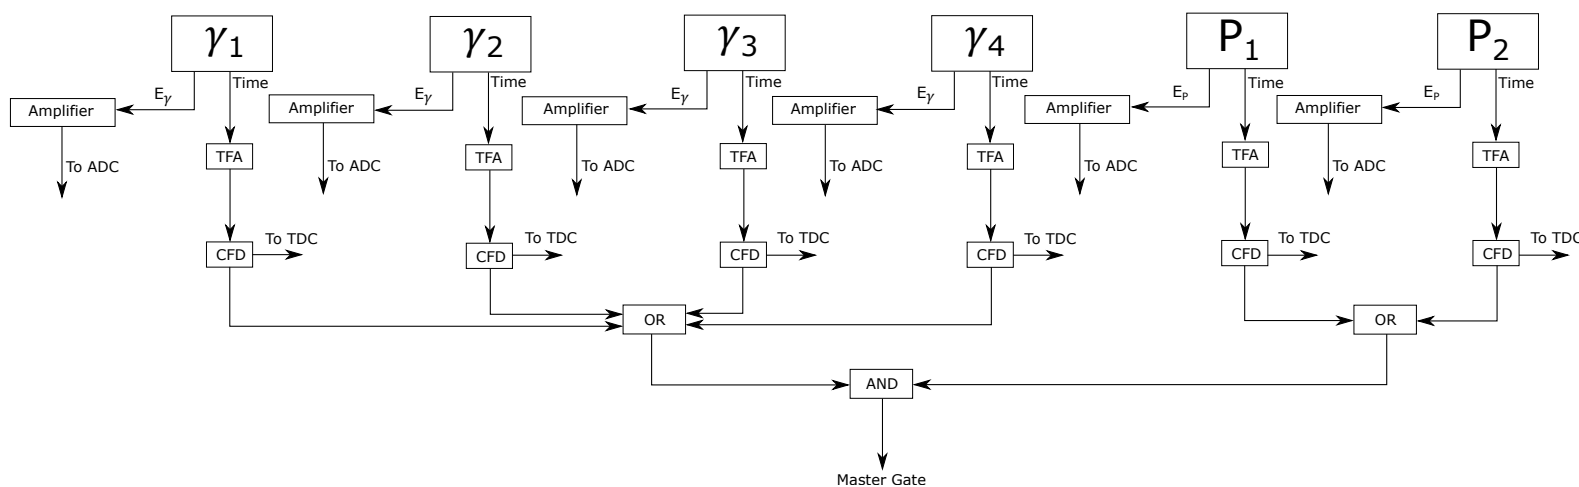 γ1 γ2 γ3 γ4 P1 P2
Time Time Time Time Time Time
Eγ Eγ Eγ Eγ EP EP
Amplifier Amplifier Amplifier Amplifier Amplifier Amplifier
TFA TFA TFA TFA TFA TFA
To ADC To ADC To ADC To ADC To ADC To ADC
To TDC To TDC To TDC To TDC To TDC To TDC
CFD CFD CFD CFD CFD CFD
OR OR
AND
Master Gate